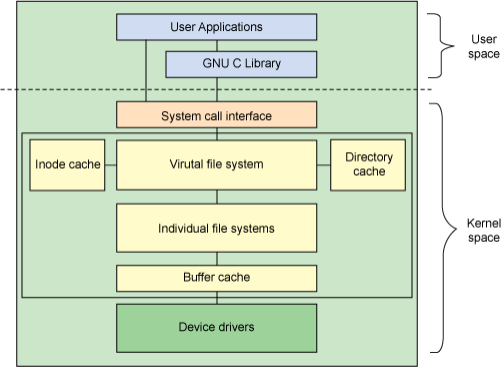 User Applications
User
space
GNU C Library
System call interface
Inode cache
Virutal file system
Directory
cache
Kernel
space
Individual file systems
Buffer cache
Device drivers